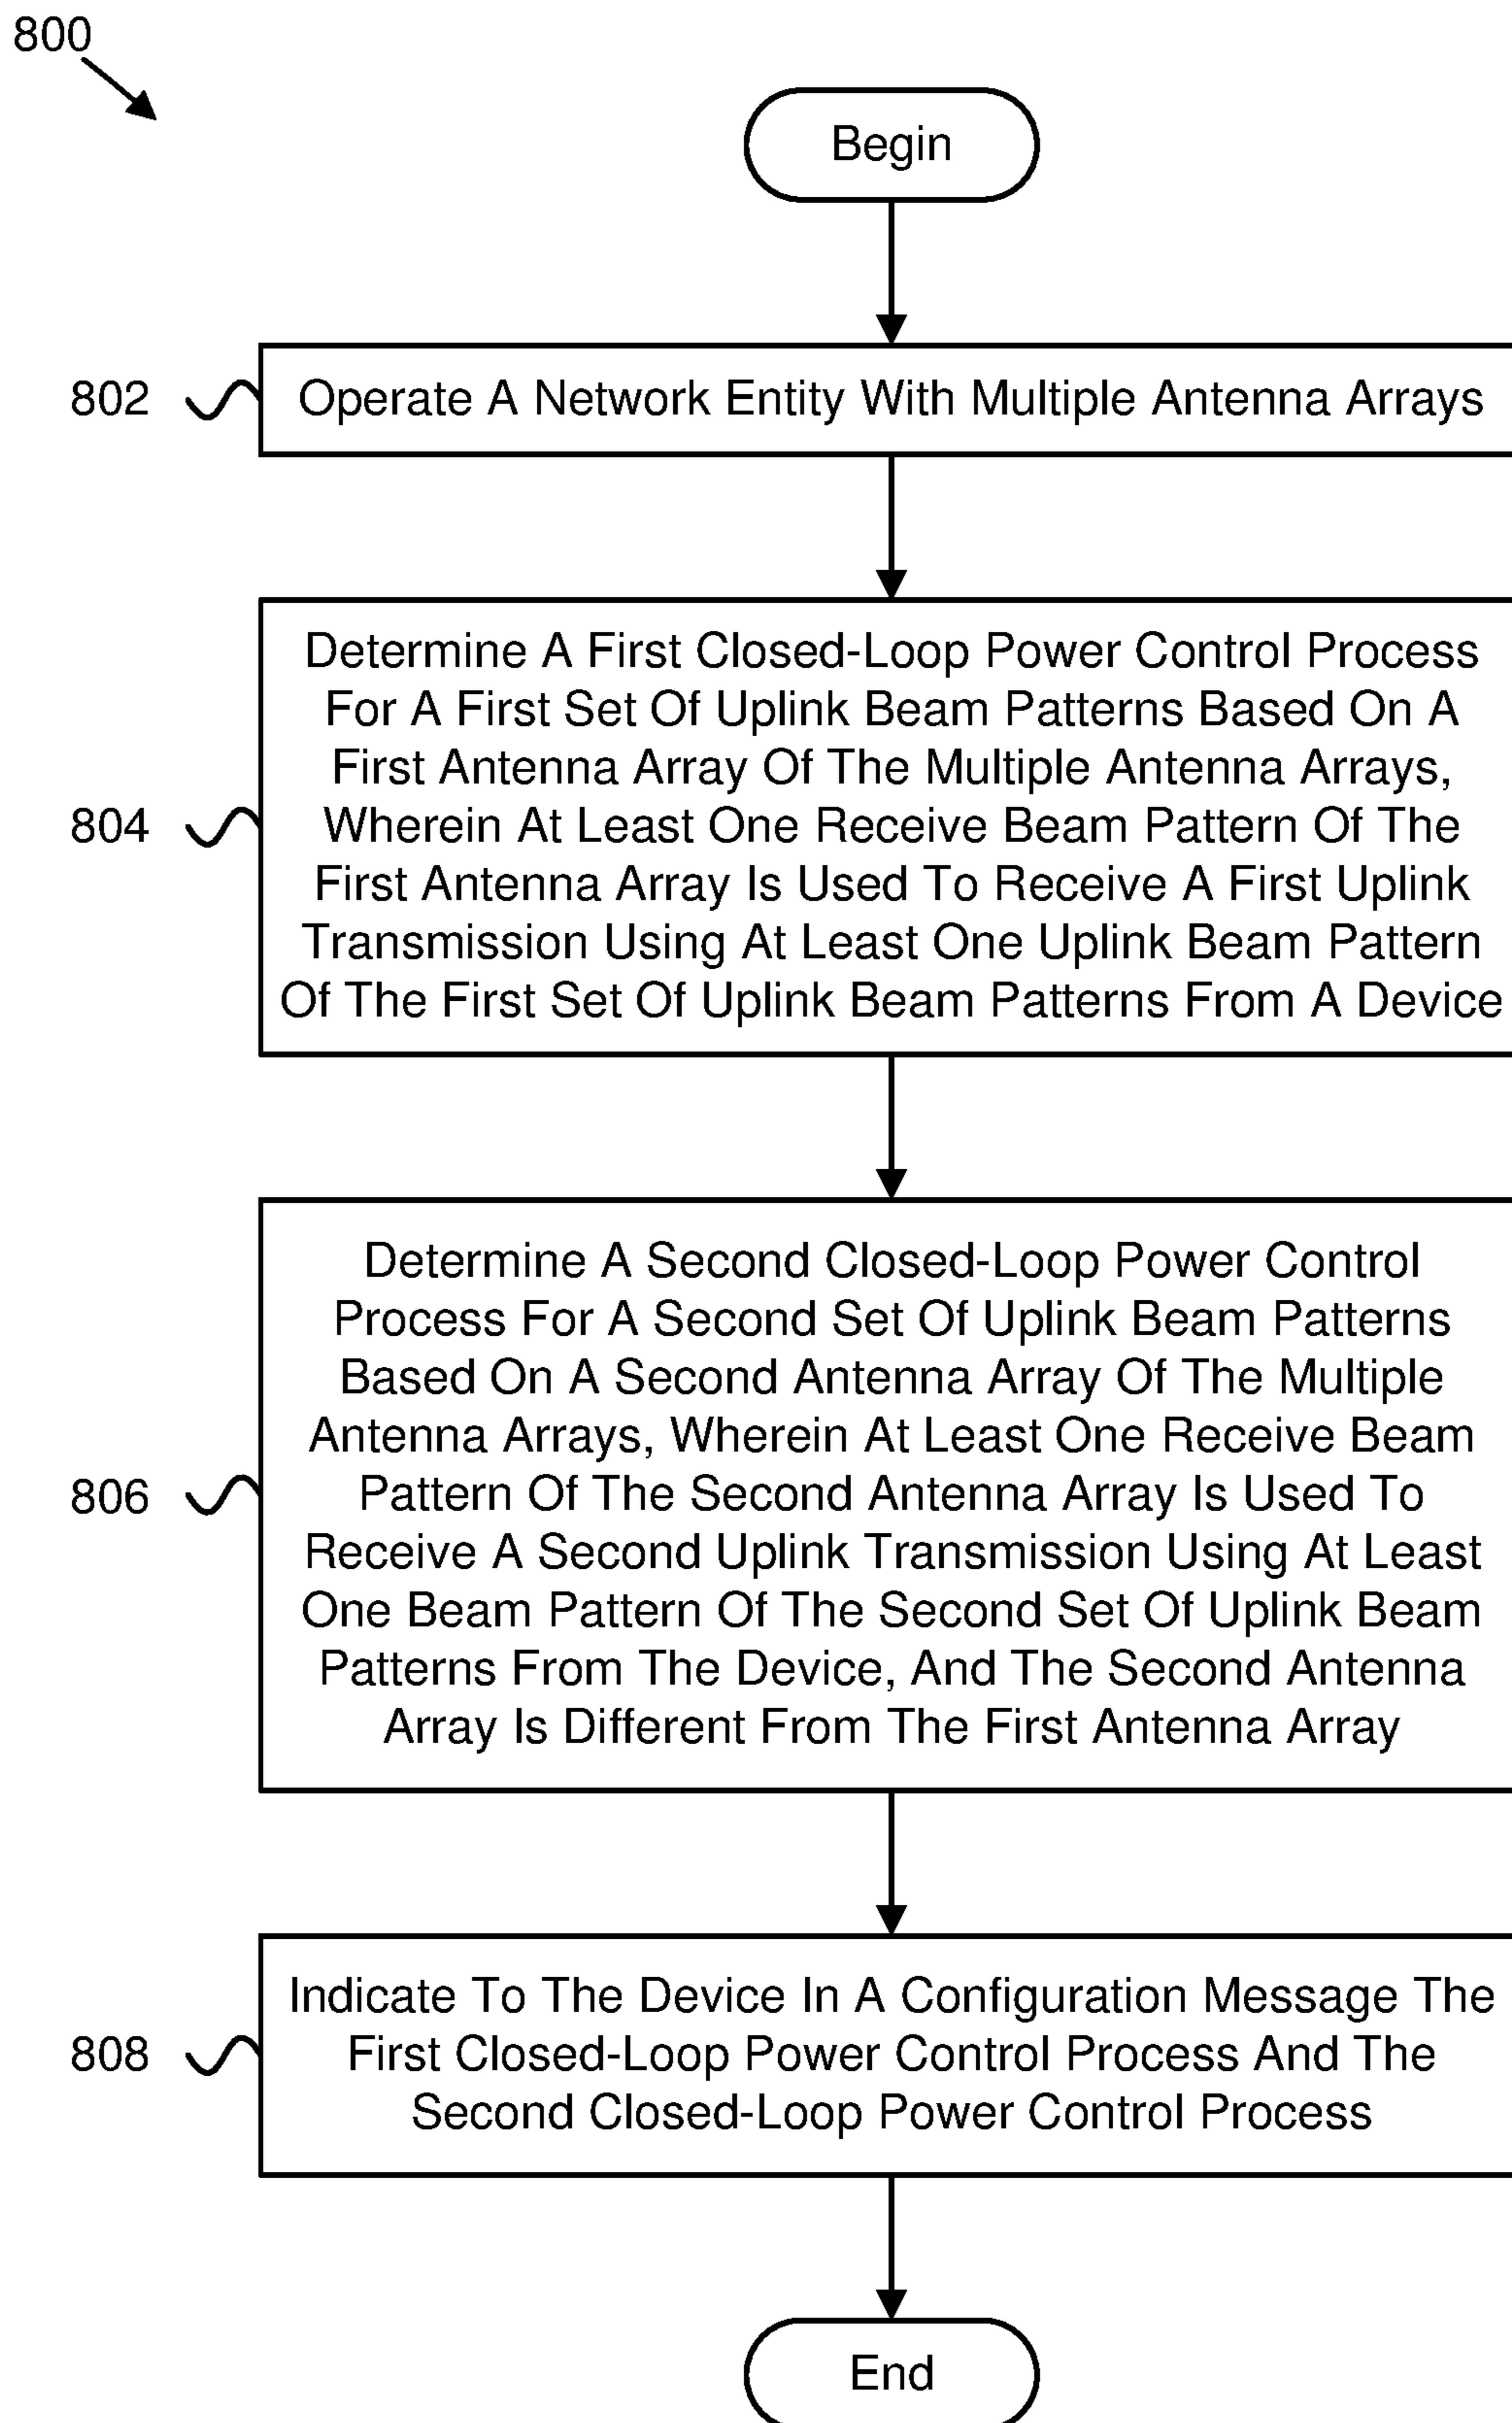 800
Begin
802
Operate A Network Entity With Multiple Antenna Arrays
804
Determine A First Closed-Loop Power Control Process
For A First Set Of Uplink Beam Patterns Based On A
First Antenna Array Of The Multiple Antenna Arrays,
Wherein At Least One Receive Beam Pattern Of The
First Antenna Array Is Used To Receive A First Uplink
Transmission Using At Least One Uplink Beam Pattern
Of The First Set Of Uplink Beam Patterns From A Device
806
Determine A Second Closed-Loop Power Control
Process For A Second Set Of Uplink Beam Patterns
Based On A Second Antenna Array Of The Multiple
Antenna Arrays, Wherein At Least One Receive Beam
Pattern Of The Second Antenna Array Is Used To
Receive A Second Uplink Transmission Using At Least
One Beam Pattern Of The Second Set Of Uplink Beam
Patterns From The Device, And The Second Antenna
Array Is Different From The First Antenna Array
808
Indicate To The Device In A Configuration Message The
First Closed-Loop Power Control Process And The
Second Closed-Loop Power Control Process
End